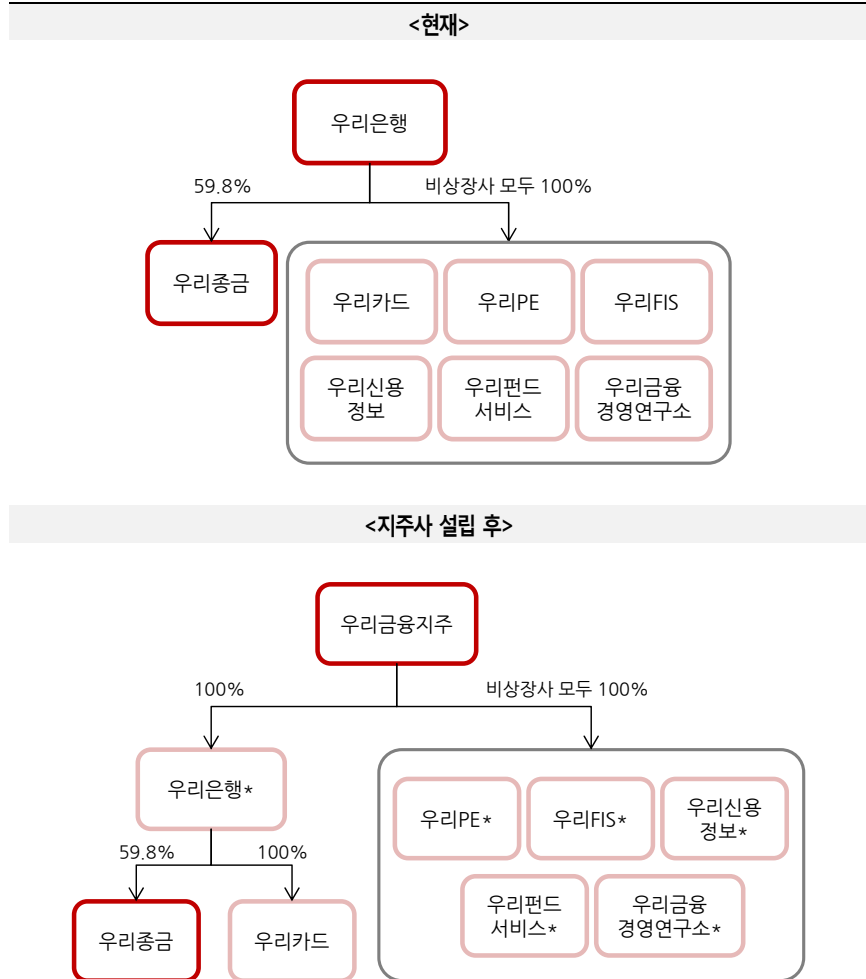 <현재>
우리은행
59.8%
비상장사 모두 100%
우리종금
우리카드
우리PE
우리FIS
우리신용
정보
우리펀드
서비스
우리금융
경영연구소
<지주사 설립 후>
우리금융지주
100%
비상장사 모두 100%
우리은행*
우리PE*
우리FIS*
우리신용
정보*
59.8%
100%
우리펀드
서비스*
우리금융
경영연구소*
우리종금
우리카드